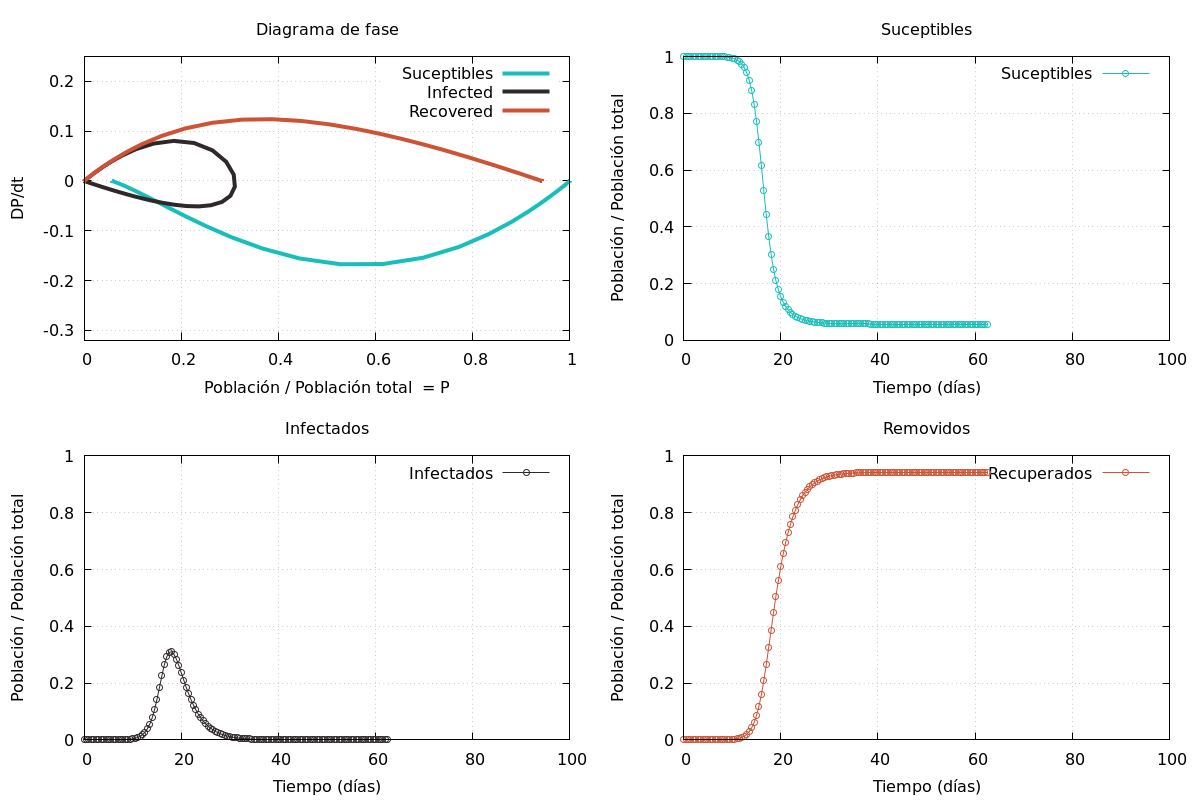 Diagrama de fase
Suceptibles
Infected
Recovered
0.2
0.1
0
-0.1
-0.2
-0.3
DP/dt
0 0.2 0.4 0.6 0.8 1
Población / Población total = P
Suceptibles
Suceptibles
1
0.8
0.6
0.4
0.2
0
Población / Población total
0 20 40 60 80 100
Tiempo (días)
Infectados
Infectados
1
0.8
0.6
0.4
0.2
0
Población / Población total
0 20 40 60 80 100
Tiempo (días)
Removidos
Recuperados
1
0.8
0.6
0.4
0.2
0
Población / Población total
0 20 40 60 80 100
Tiempo (días)